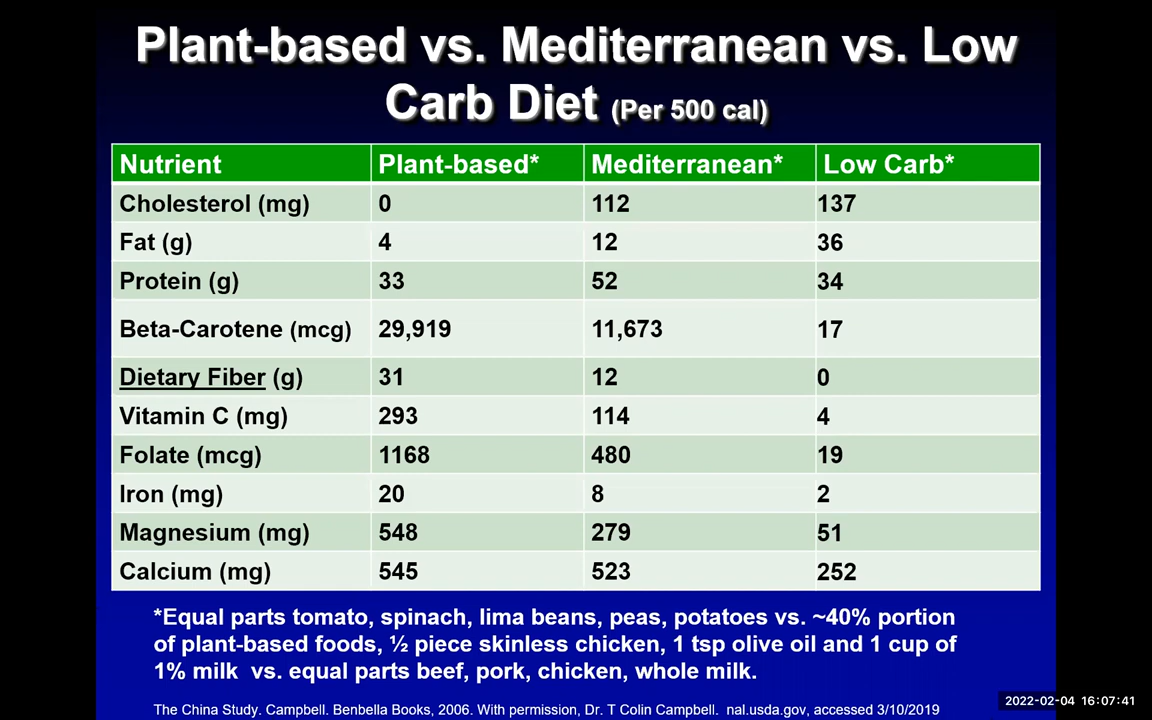 Plant-based vs. Mediterranean vs. Low
Carb Diet (Per 500 cal)
Nutrient Plant-based* Mediterranean* Low Carb*
Cholesterol (mg) 0 112 137
Fat (g) 4 12 36
Protein (g) 33 52 34
Beta-Carotene (mcg) 29,919 11,673 17
Dietary Fiber (g) 31 12 0
Vitamin C (mg) 293 114 4
Folate (mcg) 1168 480 19
Iron (mg) 20 8 2
Magnesium (mg) 548 279 51
Calcium (mg) 545 523 252
*Equal parts tomato, spinach, lima beans, peas, potatoes vs. ~40% portion
of plant-based foods, ½ piece skinless chicken, 1 tsp olive oil and 1 cup of
1% milk  vs. equal parts beef, pork, chicken, whole milk.
The China Study. Campbell. Benbella Books, 2006. With permission, Dr. T Colin Campbell.  nal.usda.gov, accessed 3/10/2019
2022-02-04 16:07:41